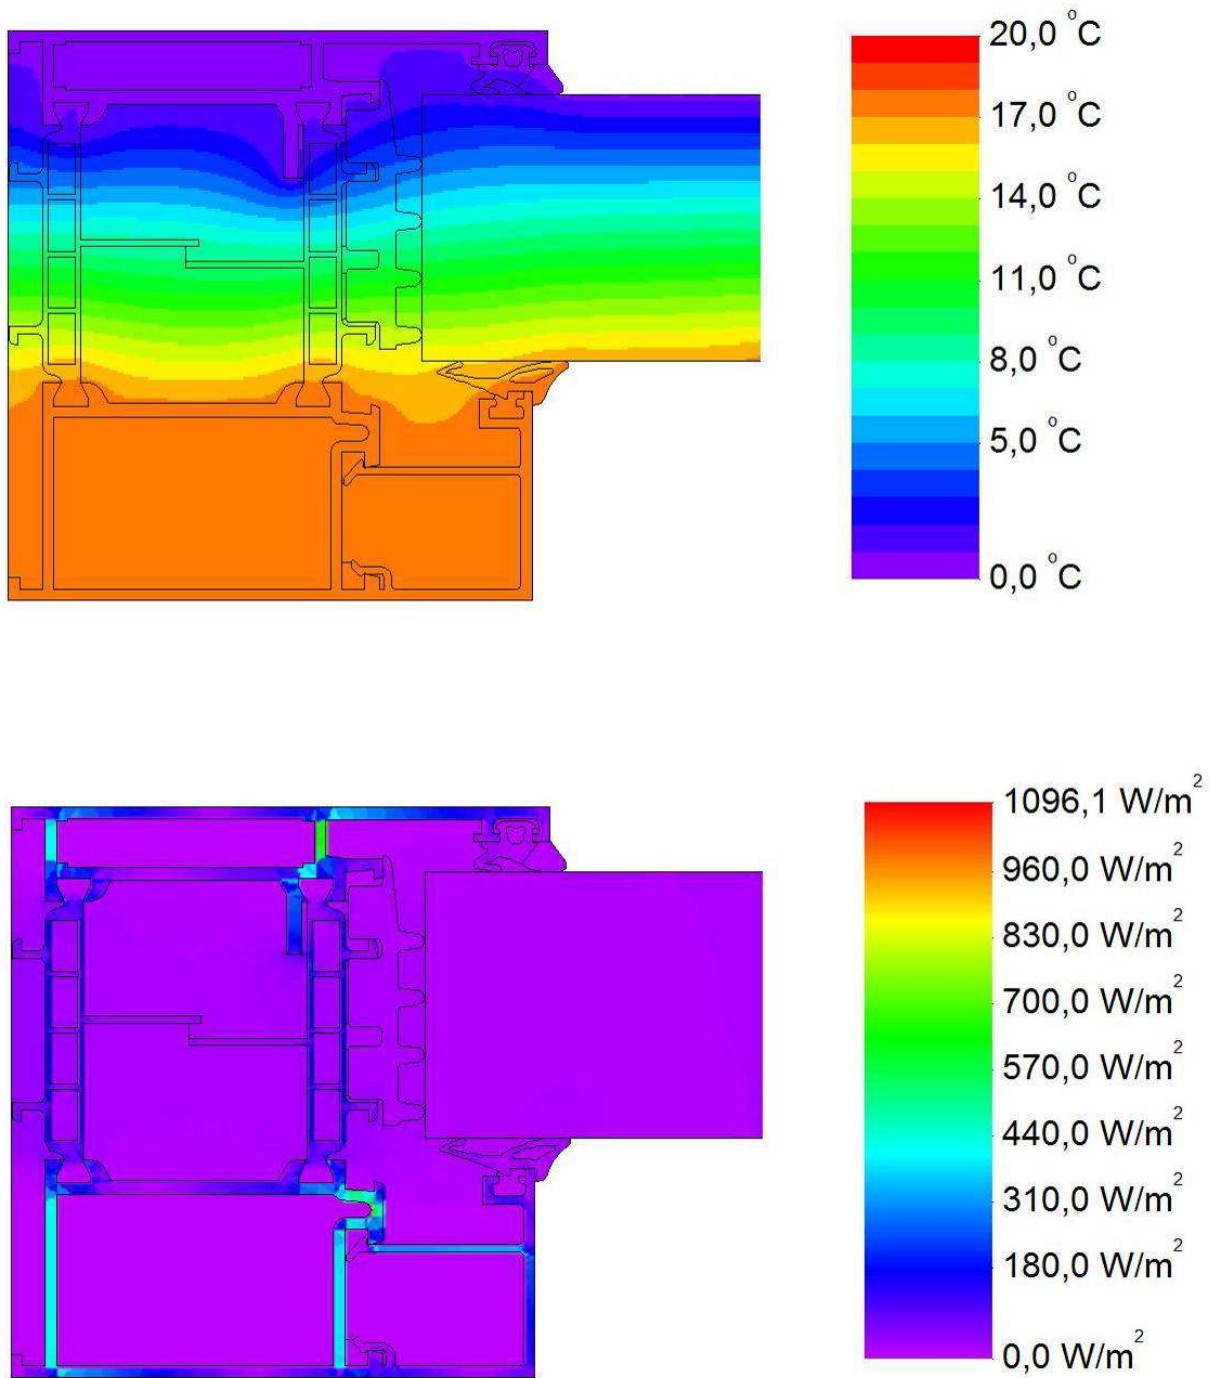 20,0 °C
17,0 °C
14,0 °C
11,0 °C
8,0 °C
5,0 °C
0,0 °C
1096,1 W/m²
960,0 W/m²
830,0 W/m²
700,0 W/m²
570,0 W/m²
440,0 W/m²
310,0 W/m²
180,0 W/m²
0,0 W/m²